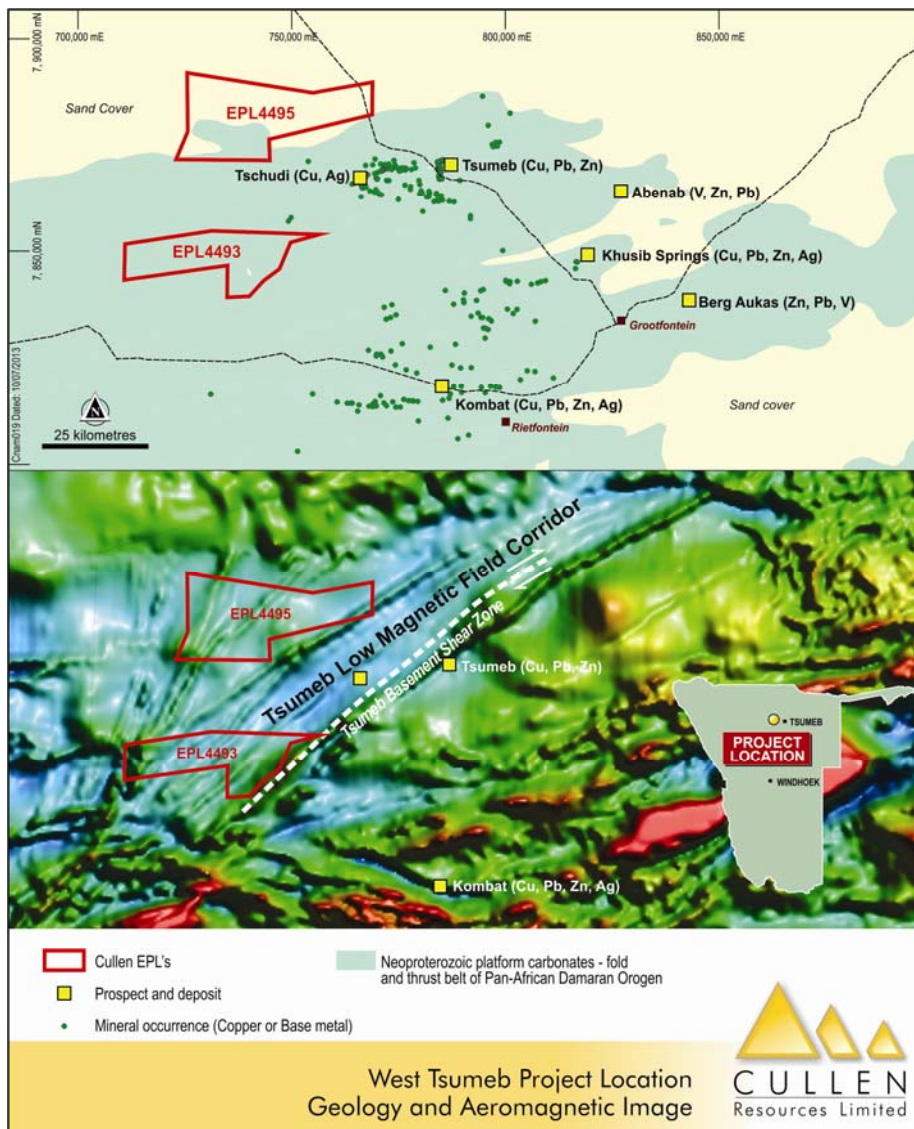 700,000 mE
750,000 mE
800,000 mE
850,000 mE
7, 900,000 mN
Sand Cover
EPL4495
Tschudi (Cu, Ag)
Tsumeb (Cu, Pb, Zn)
Abenab (V, Zn, Pb)
EPL4493
7, 850,000 mN
Khusib Springs (Cu, Pb, Zn, Ag)
Berg Aukas (Zn, Pb, V)
Grootfontein
Cnam019 Dated: 10/07/2013
N
25 kilometres
Kombat (Cu, Pb, Zn, Ag)
Rietfontein
Sand cover
Tsumeb Low Magnetic Field Corridor
EPL4495
Tsumeb Basement Shear Zone
Tsumeb (Cu, Pb, Zn)
EPL4493
TSUMEB
PROJECT
LOCATION
WINDHOEK
Kombat (Cu, Pb, Zn, Ag)
Cullen EPL's
Prospect and deposit
Mineral occurrence (Copper or Base metal)
Neoproterozoic platform carbonates - fold
and thrust belt of Pan-African Damaran Orogen
West Tsumeb Project Location
Geology and Aeromagnetic Image
CULLEN
Resources Limited